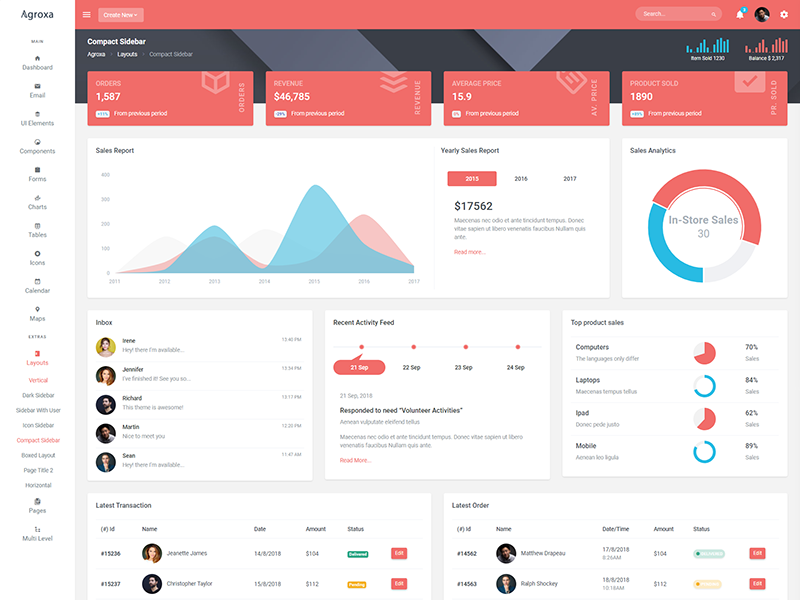 Agroxa
Create New
Search...
MAIN
Dashboard
Email
UI Elements
Components
Forms
Charts
Tables
Icons
Calendar
Maps
EXTRAS
Layouts
Vertical
Dark Sidebar
Sidebar With User
Icon Sidebar
Compact Sidebar
Boxed Layout
Page Title 2
Horizontal
Pages
Multi Level
Compact Sidebar
Agroxa Layouts Compact Sidebar
Item Sold 1230
Balance $ 2,317
ORDERS
1,587
+11% From previous period
ORDERS
REVENUE
$46,785
-29% From previous period
REVENUE
AVERAGE PRICE
15.9
0% From previous period
AV. PRICE
PRODUCT SOLD
1890
+89% From previous period
PR. SOLD
Sales Report
400
300
200
100
0
2011 2012 2013 2014 2015 2016 2017
Yearly Sales Report
2015 2016 2017
$17562
Maecenas nec odio et ante tincidunt tempus. Donec
vitae sapien ut libero venenatis faucibus Nullam quis
ante.
Read more...
Sales Analytics
In-Store Sales
30
Inbox
Irene 13:40 PM
Hey! there I'm available...
Jennifer 13:34 PM
I've finished it! See you so...
Richard 13:17 PM
This theme is awesome!
Martin 12:20 PM
Nice to meet you
Sean 11:47 AM
Hey! there I'm available...
Recent Activity Feed
21 Sep 22 Sep 23 Sep 24 Sep
21 Sep, 2018
Responded to need "Volunteer Activities"
Aenean vulputate eleifend tellus
Maecenas nec odio et ante tincidunt tempus. Donec vitae sapien ut libero
venenatis faucibus Nullam quis ante.
Read More...
Top product sales
Computers 70%
The languages only differ Sales
Laptops 84%
Maecenas tempus tellus Sales
Ipad 62%
Donec pede justo Sales
Mobile 89%
Aenean leo ligula Sales
Latest Transaction
(#) Id Name Date Amount Status
#15236 Jeanette James 14/8/2018 $104 Delivered Edit
#15237 Christopher Taylor 15/8/2018 $112 Pending Edit
Latest Order
(#) Id Name Date/Time Amount Status
#14562 Matthew Drapeau 17/8/2018 $104 Edit
8:26AM
#14563 Ralph Shockey 18/8/2018 $112 Edit
10:18AM